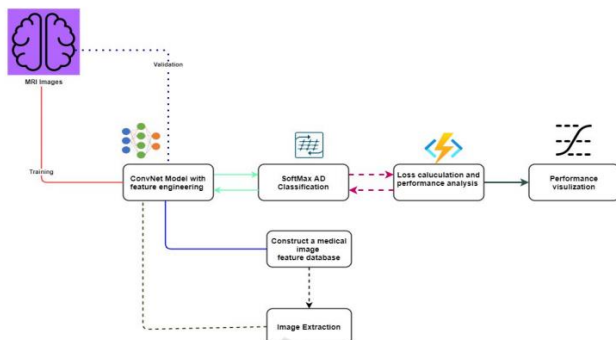 Validation
MRI Images
Training
ConvNet Model with
feature engineering
SoftMax AD
Classification
Loss caluculation and
performance analysis
Performance
visulization
Construct a medical
image
feature database
Image Extraction